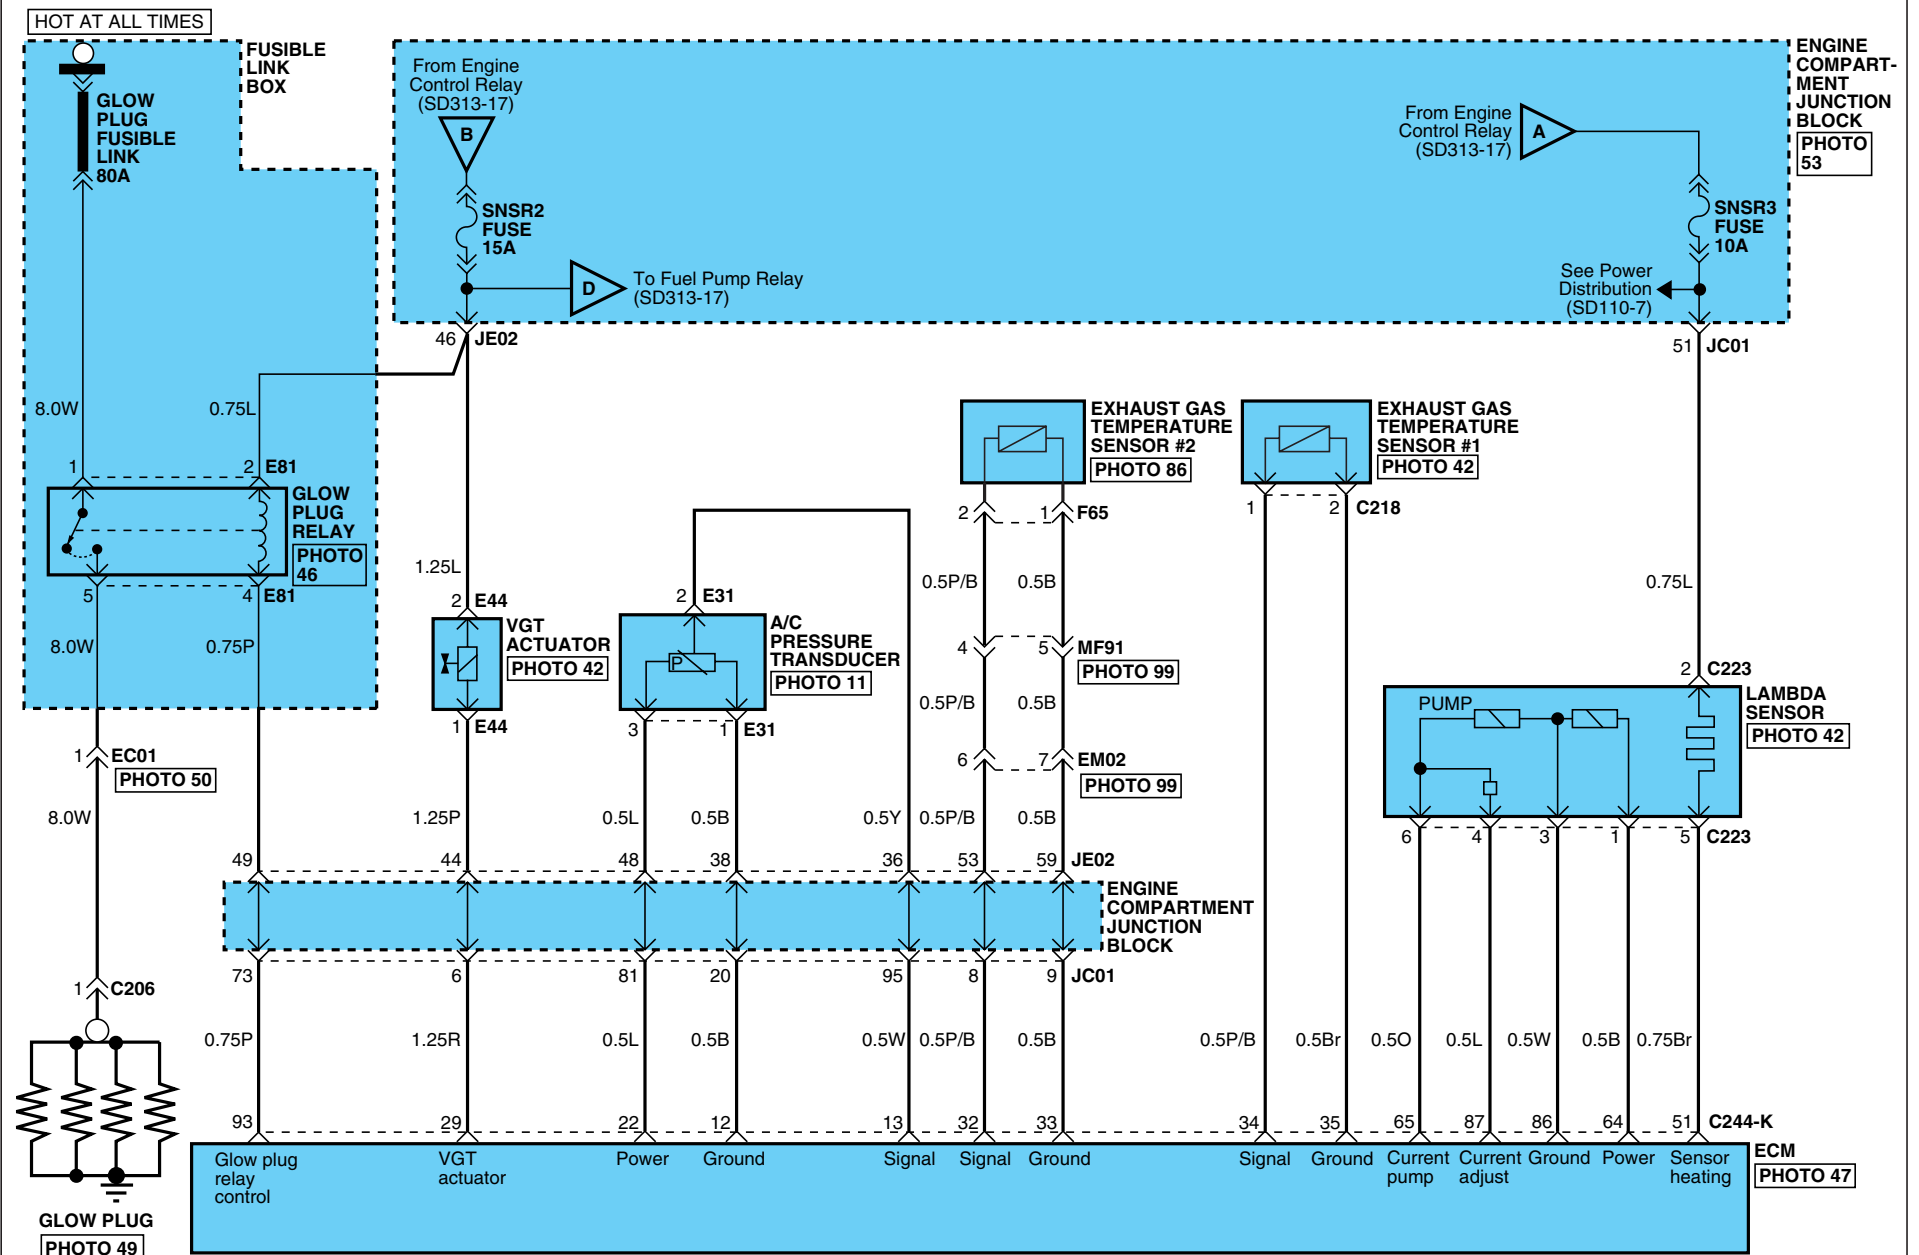 HOT AT ALL TIMES
FUSIBLE
LINK
BOX
GLOW
PLUG
FUSIBLE
LINK
80A
From Engine
Control Relay
(SD313-17)
B
SNSR2
FUSE
15A
D
To Fuel Pump Relay
(SD313-17)
From Engine
Control Relay
(SD313-17)
A
SNSR3
FUSE
10A
See Power
Distribution
(SD110-7)
ENGINE
COMPART-
MENT
JUNCTION
BLOCK
PHOTO
53
46 JE02
51 JC01
8.0W 0.75L
1 2 E81
GLOW
PLUG
RELAY
PHOTO
46
5 4 E81
8.0W 0.75P
1 EC01
PHOTO 50
8.0W
1 C206
GLOW PLUG
PHOTO 49
1.25L
2 E44
VGT
ACTUATOR
PHOTO 42
1 E44
1.25P
2 E31
A/C
PRESSURE
TRANSDUCER
PHOTO 11
P
3 1 E31
0.5L 0.5B 0.5Y
EXHAUST GAS
TEMPERATURE
SENSOR #2
PHOTO 86
2 1 F65
0.5P/B 0.5B
4 5 MF91
PHOTO 99
0.5P/B 0.5B
6 7 EM02
PHOTO 99
0.5P/B 0.5B
EXHAUST GAS
TEMPERATURE
SENSOR #1
PHOTO 42
1 2 C218
0.75L
2 C223
LAMBDA
SENSOR
PHOTO 42
PUMP
6 4 3 1 5 C223
49 44 48 38 36 53 59 JE02
ENGINE
COMPARTMENT
JUNCTION
BLOCK
73 6 81 20 95 8 9 JC01
0.75P 1.25R 0.5L 0.5B 0.5W 0.5P/B 0.5B 0.5P/B 0.5Br 0.5O 0.5L 0.5W 0.5B 0.75Br
93 29 22 12 13 32 33 34 35 65 87 86 64 51 C244-K
ECM
PHOTO 47
Glow plug
relay
control
VGT
actuator
Power
Ground
Signal
Signal
Ground
Signal
Ground
Current
pump
Current
adjust
Ground
Power
Sensor
heating